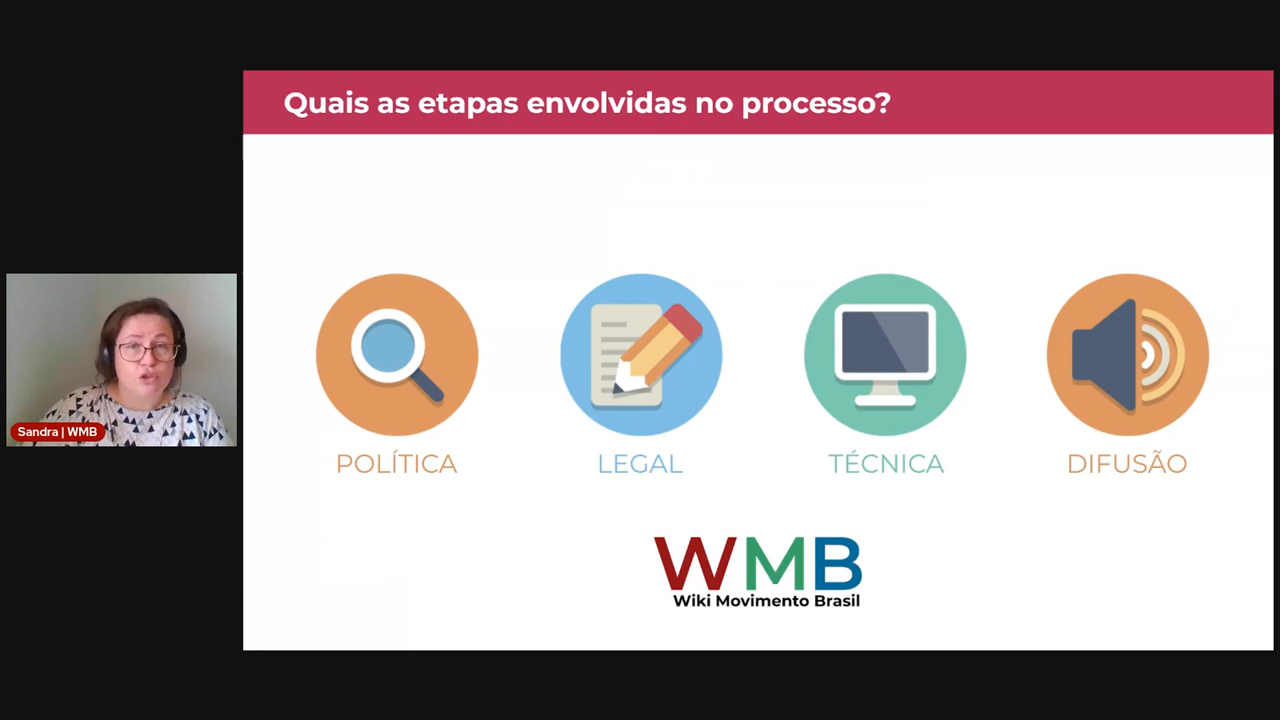 Quais as etapas envolvidas no processo?
POLÍTICA
LEGAL
TÉCNICA
DIFUSÃO
Sandra | WMB
WMB
Wiki Movimento Brasil